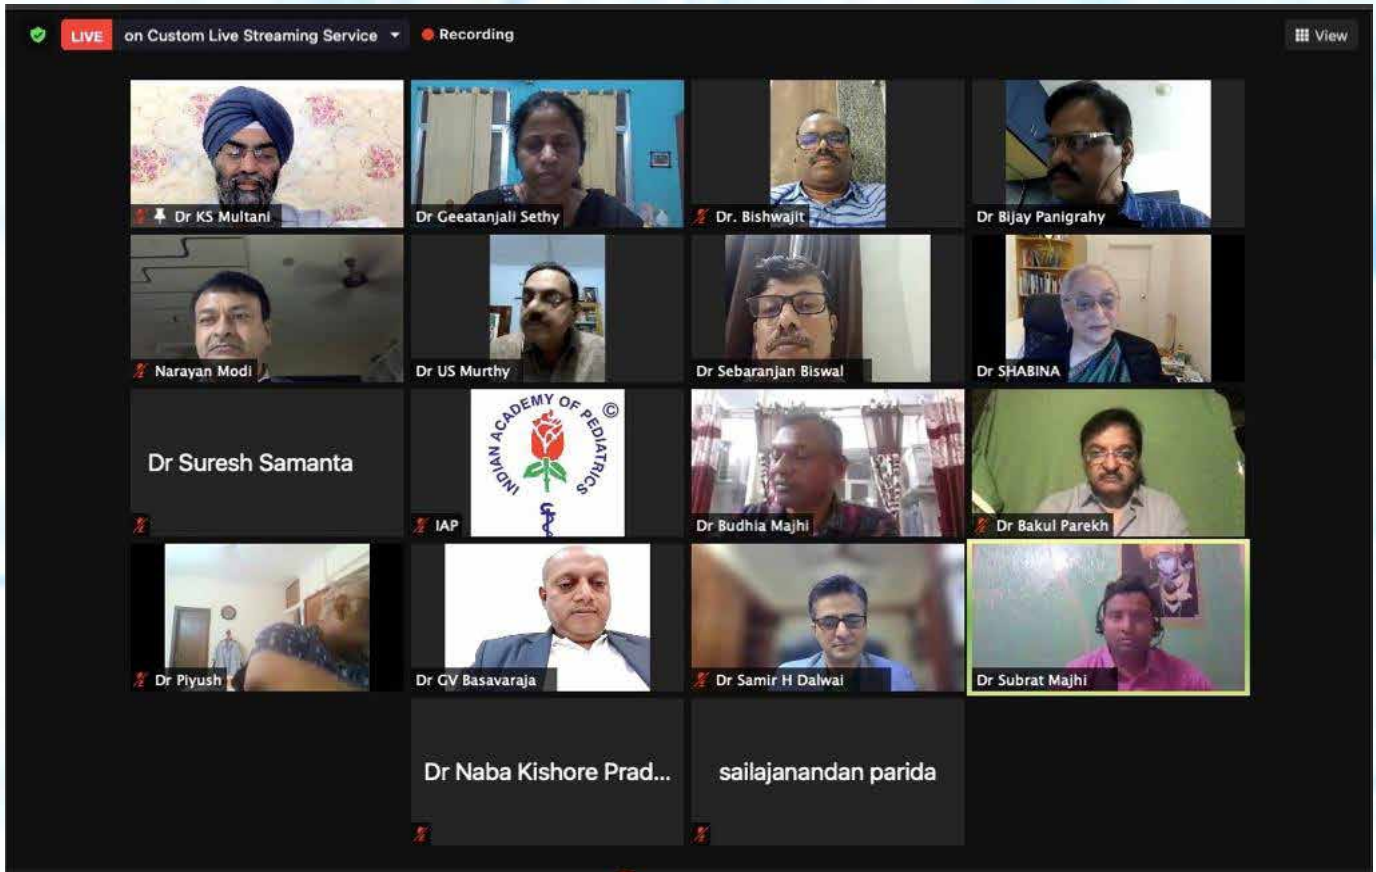 LIVE on Custom Live Streaming Service Recording View
Dr KS Multani
Dr Geeatanjali Sethy
Dr. Bishwajit
Dr Bijay Panigrahy
Narayan Modi
Dr US Murthy
Dr Sebaranjan Biswal
Dr SHABINA
Dr Suresh Samanta
INDIAN ACADEMY OF PEDIATRICS ©
IAP
Dr Budhia Majhi
Dr Bakul Parekh
Dr Piyush
Dr GV Basavaraja
Dr Samir H Dalwai
Dr Subrat Majhi
Dr Naba Kishore Prad...
sailajanandan parida